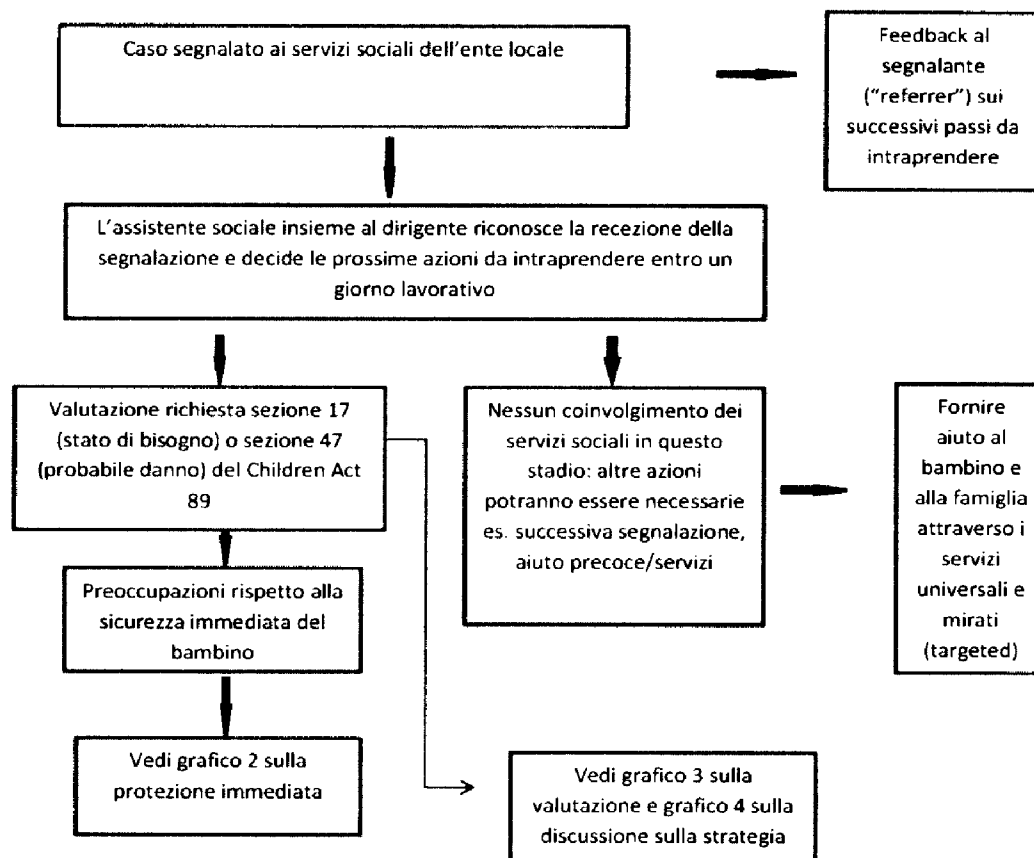 Caso segnalato ai servizi sociali dell'ente locale
Feedback al
segnalante
("referrer") sui
successivi passi da
intraprendere
L'assistente sociale insieme al dirigente riconosce la recezione della
segnalazione e decide le prossime azioni da intraprendere entro un
giorno lavorativo
Valutazione richiesta sezione 17
(stato di bisogno) o sezione 47
(probabile danno) del Children Act
89
Nessun coinvolgimento dei
servizi sociali in questo
stadio: altre azioni
potranno essere necessarie
es. successiva segnalazione,
aiuto precoce/servizi
Fornire
aiuto al
bambino e
alla famiglia
attraverso i
servizi
universali e
mirati
(targeted)
Preoccupazioni rispetto alla
sicurezza immediata del
bambino
Vedi grafico 2 sulla
protezione immediata
Vedi grafico 3 sulla
valutazione e grafico 4 sulla
discussione sulla strategia